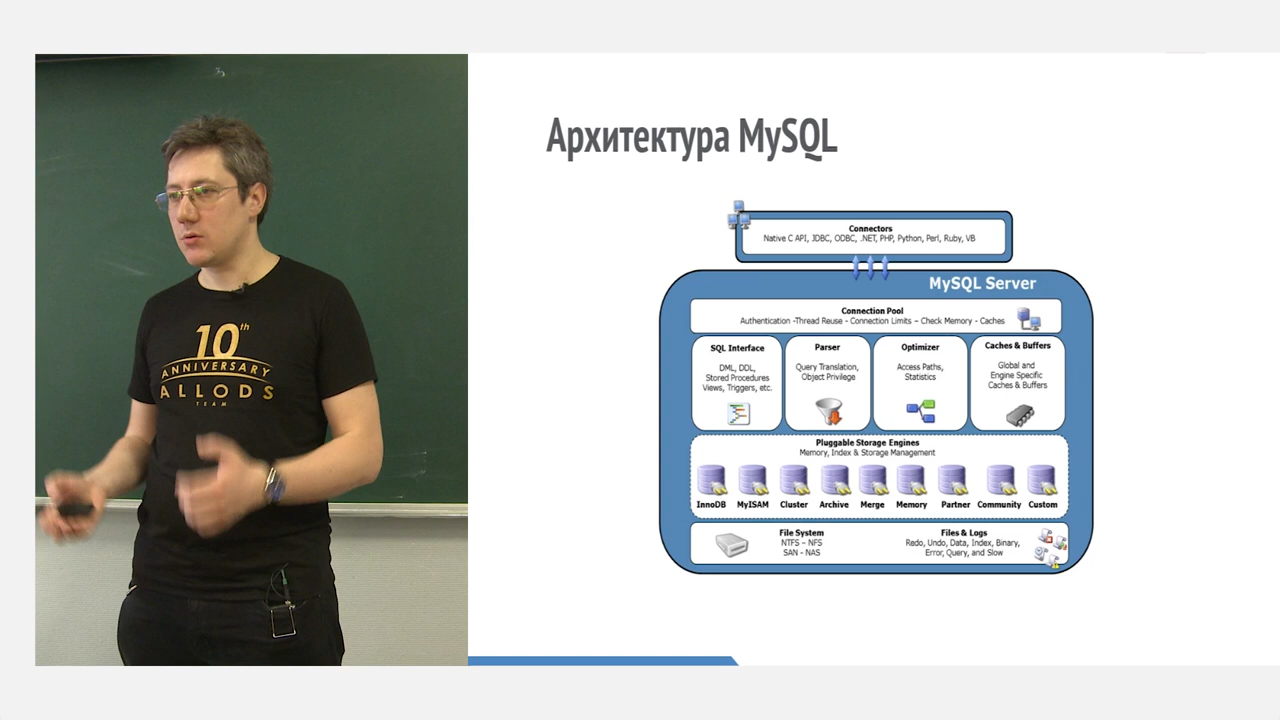 10th
ANNIVERSARY
ALLODS
TEAM
Архитектура MySQL
Connectors
Native C API, JDBC, ODBC, .NET, PHP, Python, Perl, Ruby, VB
MySQL Server
Connection Pool
Authentication -Thread Reuse - Connection Limits – Check Memory - Caches
SQL Interface
DML, DDL,
Stored Procedures
Views, Triggers, etc.
Parser
Query Translation,
Object Privilege
Optimizer
Access Paths,
Statistics
Caches & Buffers
Global and
Engine Specific
Caches & Buffers
Pluggable Storage Engines
Memory, Index & Storage Management
InnoDB MyISAM Cluster Archive Merge Memory Partner Community Custom
File System
NTFS – NFS
SAN - NAS
Files & Logs
Redo, Undo, Data, Index, Binary,
Error, Query, and Slow